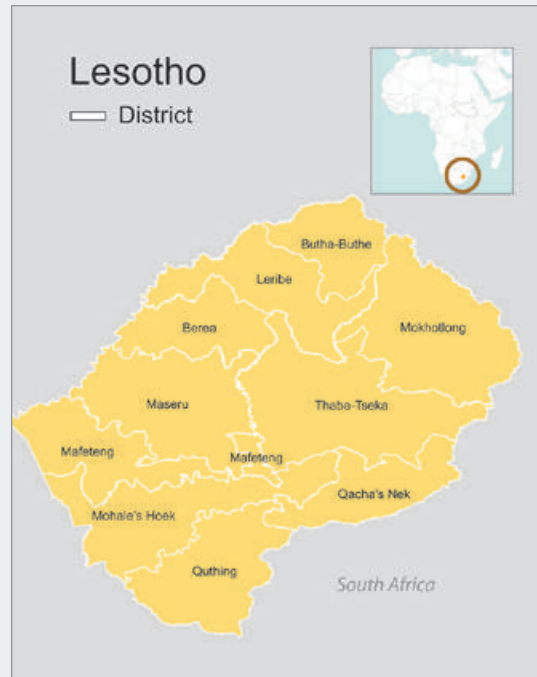 Lesotho
District
Butha-Buthe
Leribe
Berea
Mokhotlong
Maseru
Thaba-Tseka
Mafeteng
Mafeteng
Qacha's Nek
Mohale's Hoek
Quthing
South Africa